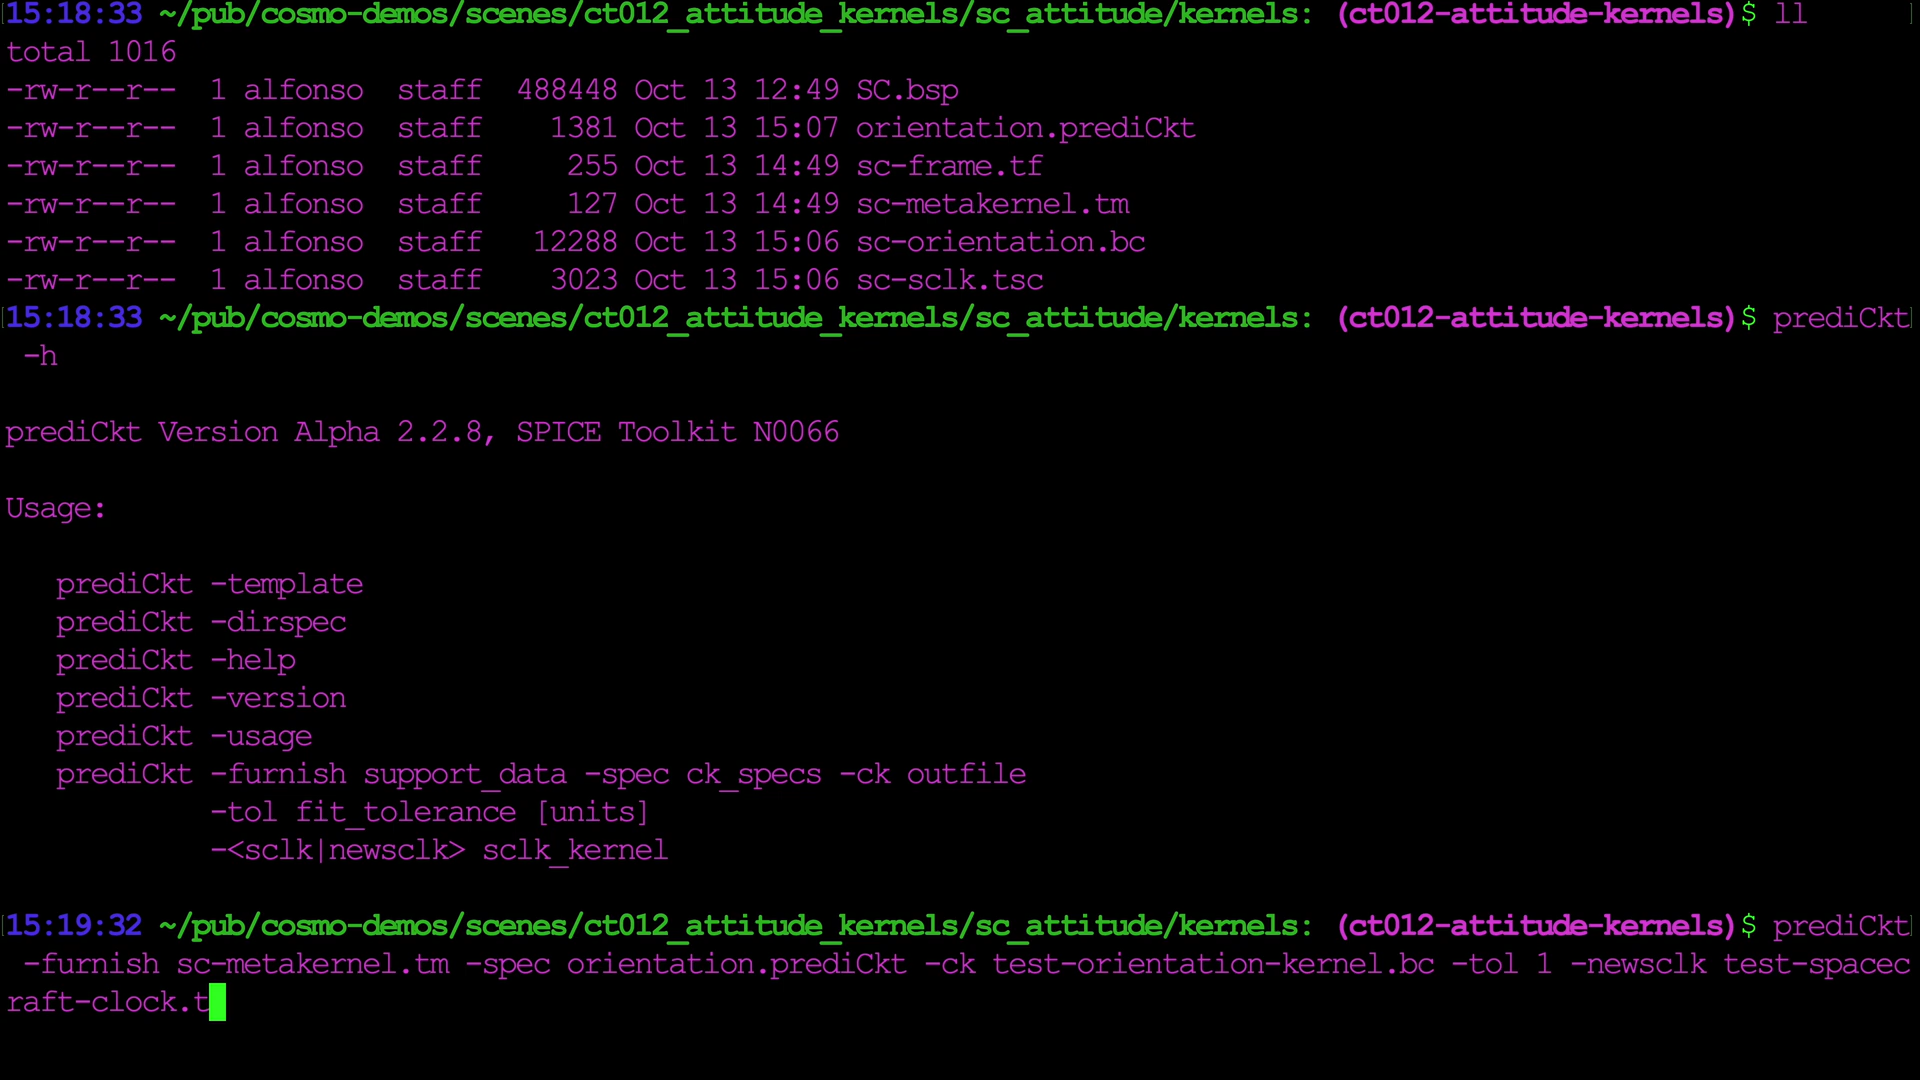 15:18:33 ~/pub/cosmo-demos/scenes/ct012_attitude_kernels/sc_attitude/kernels: (ct012-attitude-kernels)$ ll
total 1016
-rw-r--r--  1 alfonso  staff  488448 Oct 13 12:49 SC.bsp
-rw-r--r--  1 alfonso  staff    1381 Oct 13 15:07 orientation.prediCkt
-rw-r--r--  1 alfonso  staff     255 Oct 13 14:49 sc-frame.tf
-rw-r--r--  1 alfonso  staff     127 Oct 13 14:49 sc-metakernel.tm
-rw-r--r--  1 alfonso  staff   12288 Oct 13 15:06 sc-orientation.bc
-rw-r--r--  1 alfonso  staff    3023 Oct 13 15:06 sc-sclk.tsc
15:18:33 ~/pub/cosmo-demos/scenes/ct012_attitude_kernels/sc_attitude/kernels: (ct012-attitude-kernels)$ prediCkt
 -h
prediCkt Version Alpha 2.2.8, SPICE Toolkit N0066
Usage:
   prediCkt -template
   prediCkt -dirspec
   prediCkt -help
   prediCkt -version
   prediCkt -usage
   prediCkt -furnish support_data -spec ck_specs -ck outfile
            -tol fit_tolerance [units]
            -<sclk|newsclk> sclk_kernel
15:19:32 ~/pub/cosmo-demos/scenes/ct012_attitude_kernels/sc_attitude/kernels: (ct012-attitude-kernels)$ prediCkt
 -furnish sc-metakernel.tm -spec orientation.prediCkt -ck test-orientation-kernel.bc -tol 1 -newsclk test-spacec
raft-clock.t